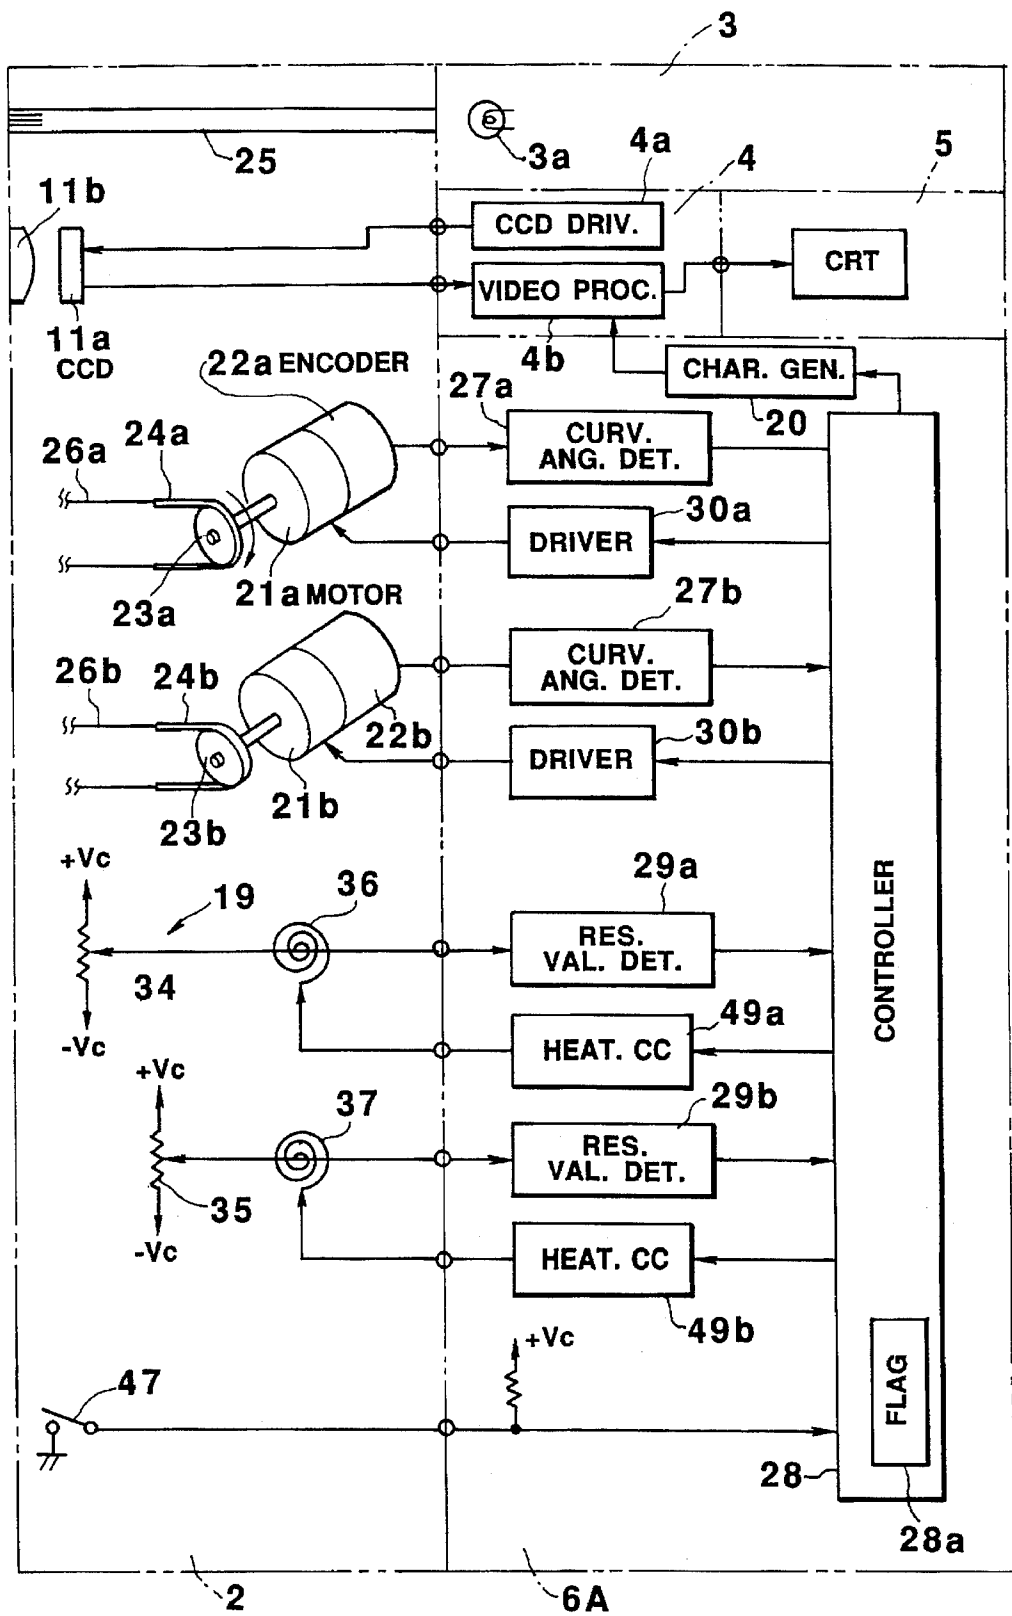 3
3a
25
4a
4
5
11b
CCD DRIV.
CRT
VIDEO PROC.
11a
CCD
4b
22a ENCODER
CHAR. GEN.
20
27a
24a
26a
CURV.
ANG. DET.
30a
DRIVER
23a
21a MOTOR
27b
26b
24b
CURV.
ANG. DET.
22b
30b
DRIVER
21b
23b
+Vc
19
36
29a
RES.
VAL. DET.
34
-Vc
49a
HEAT. CC
+Vc
37
29b
RES.
VAL. DET.
35
-Vc
HEAT. CC
49b
+Vc
CONTROLLER
47
FLAG
28
28a
2
6A